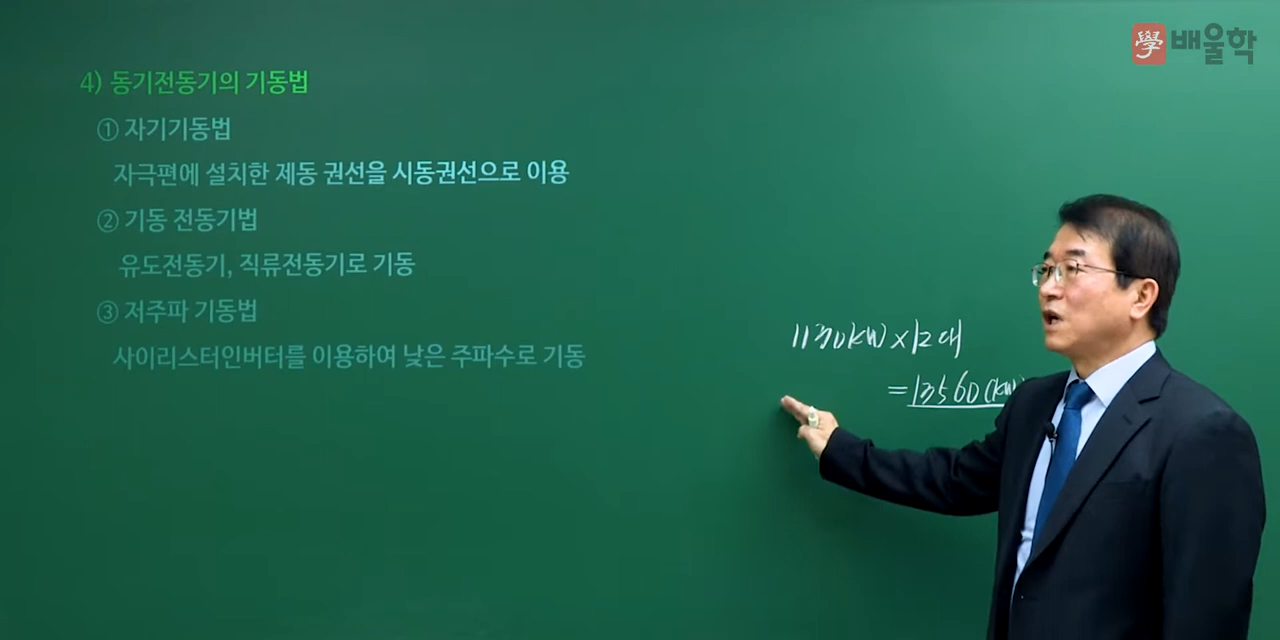 學 배울학
4) 동기전동기의 기동법
① 자기기동법
자극편에 설치한 제동 권선을 시동권선으로 이용
② 기동 전동기법
유도전동기, 직류전동기로 기동
③ 저주파 기동법
사이리스터인버터를 이용하여 낮은 주파수로 기동
1130kW×12대
=13560(kW)